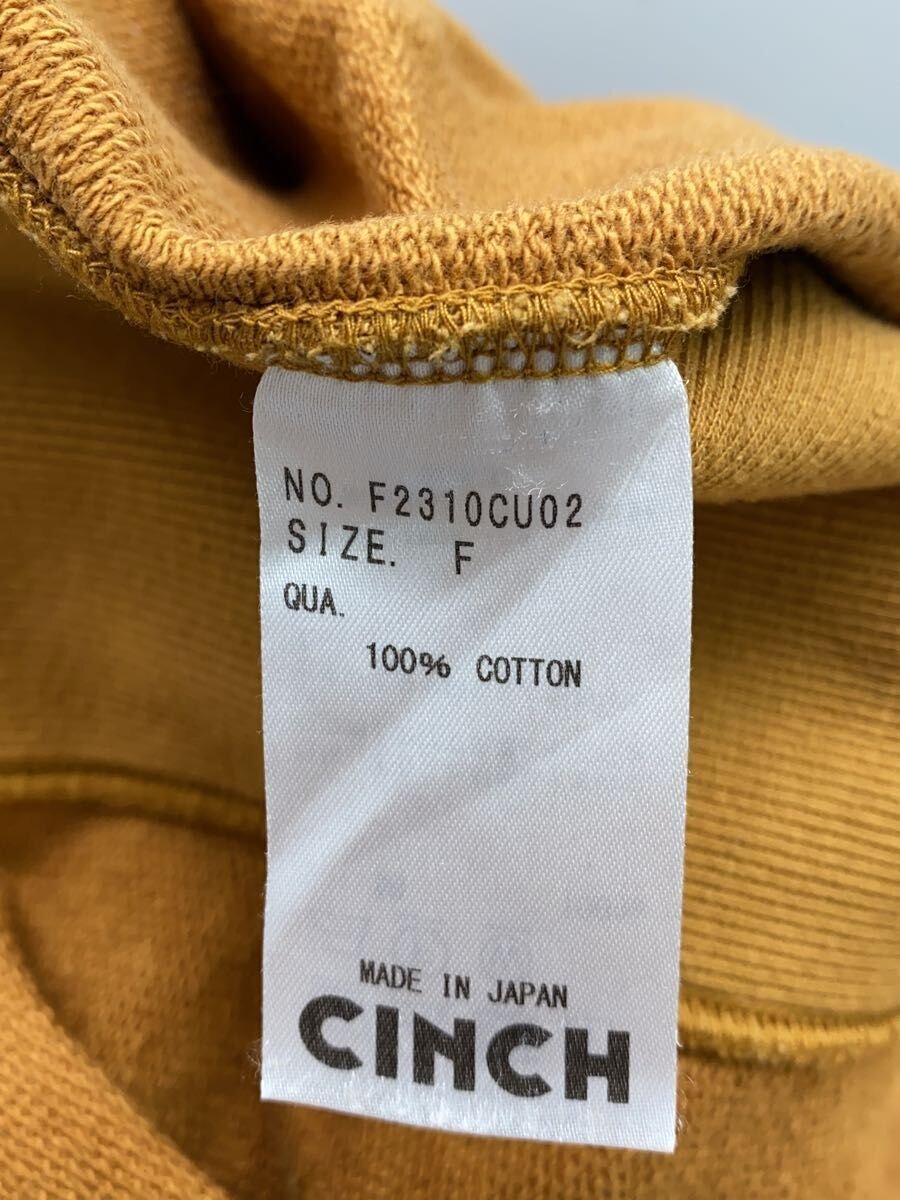 NO. F2310CU02
SIZE. F
QUA.
100% COTTON
MADE IN JAPAN
CINCH